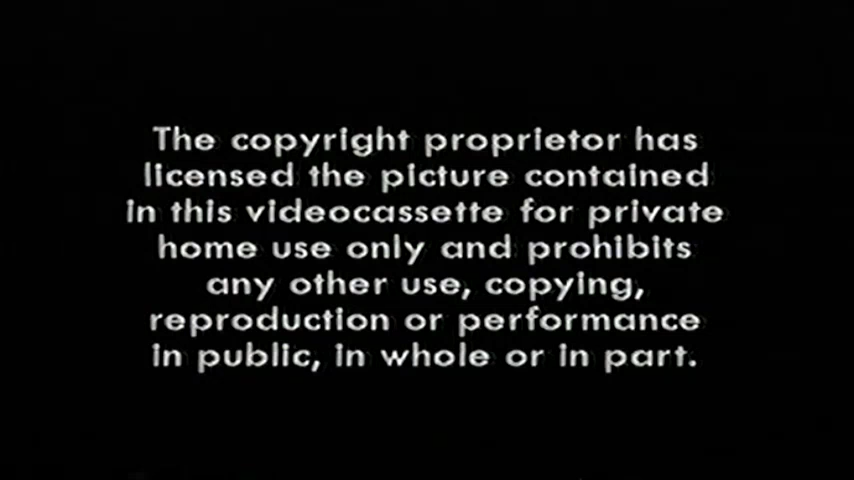 The copyright proprietor has
licensed the picture contained
in this videocassette for private
home use only and prohibits
any other use, copying,
reproduction or performance
in public, in whole or in part.